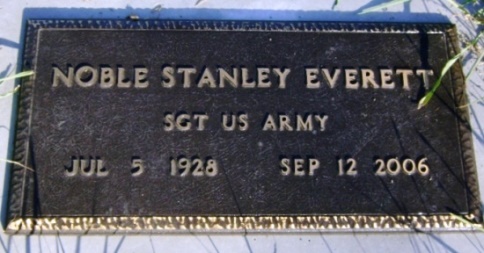 NOBLE STANLEY EVERETT
SGT US ARMY
JUL 5 1928 SEP 12 2006